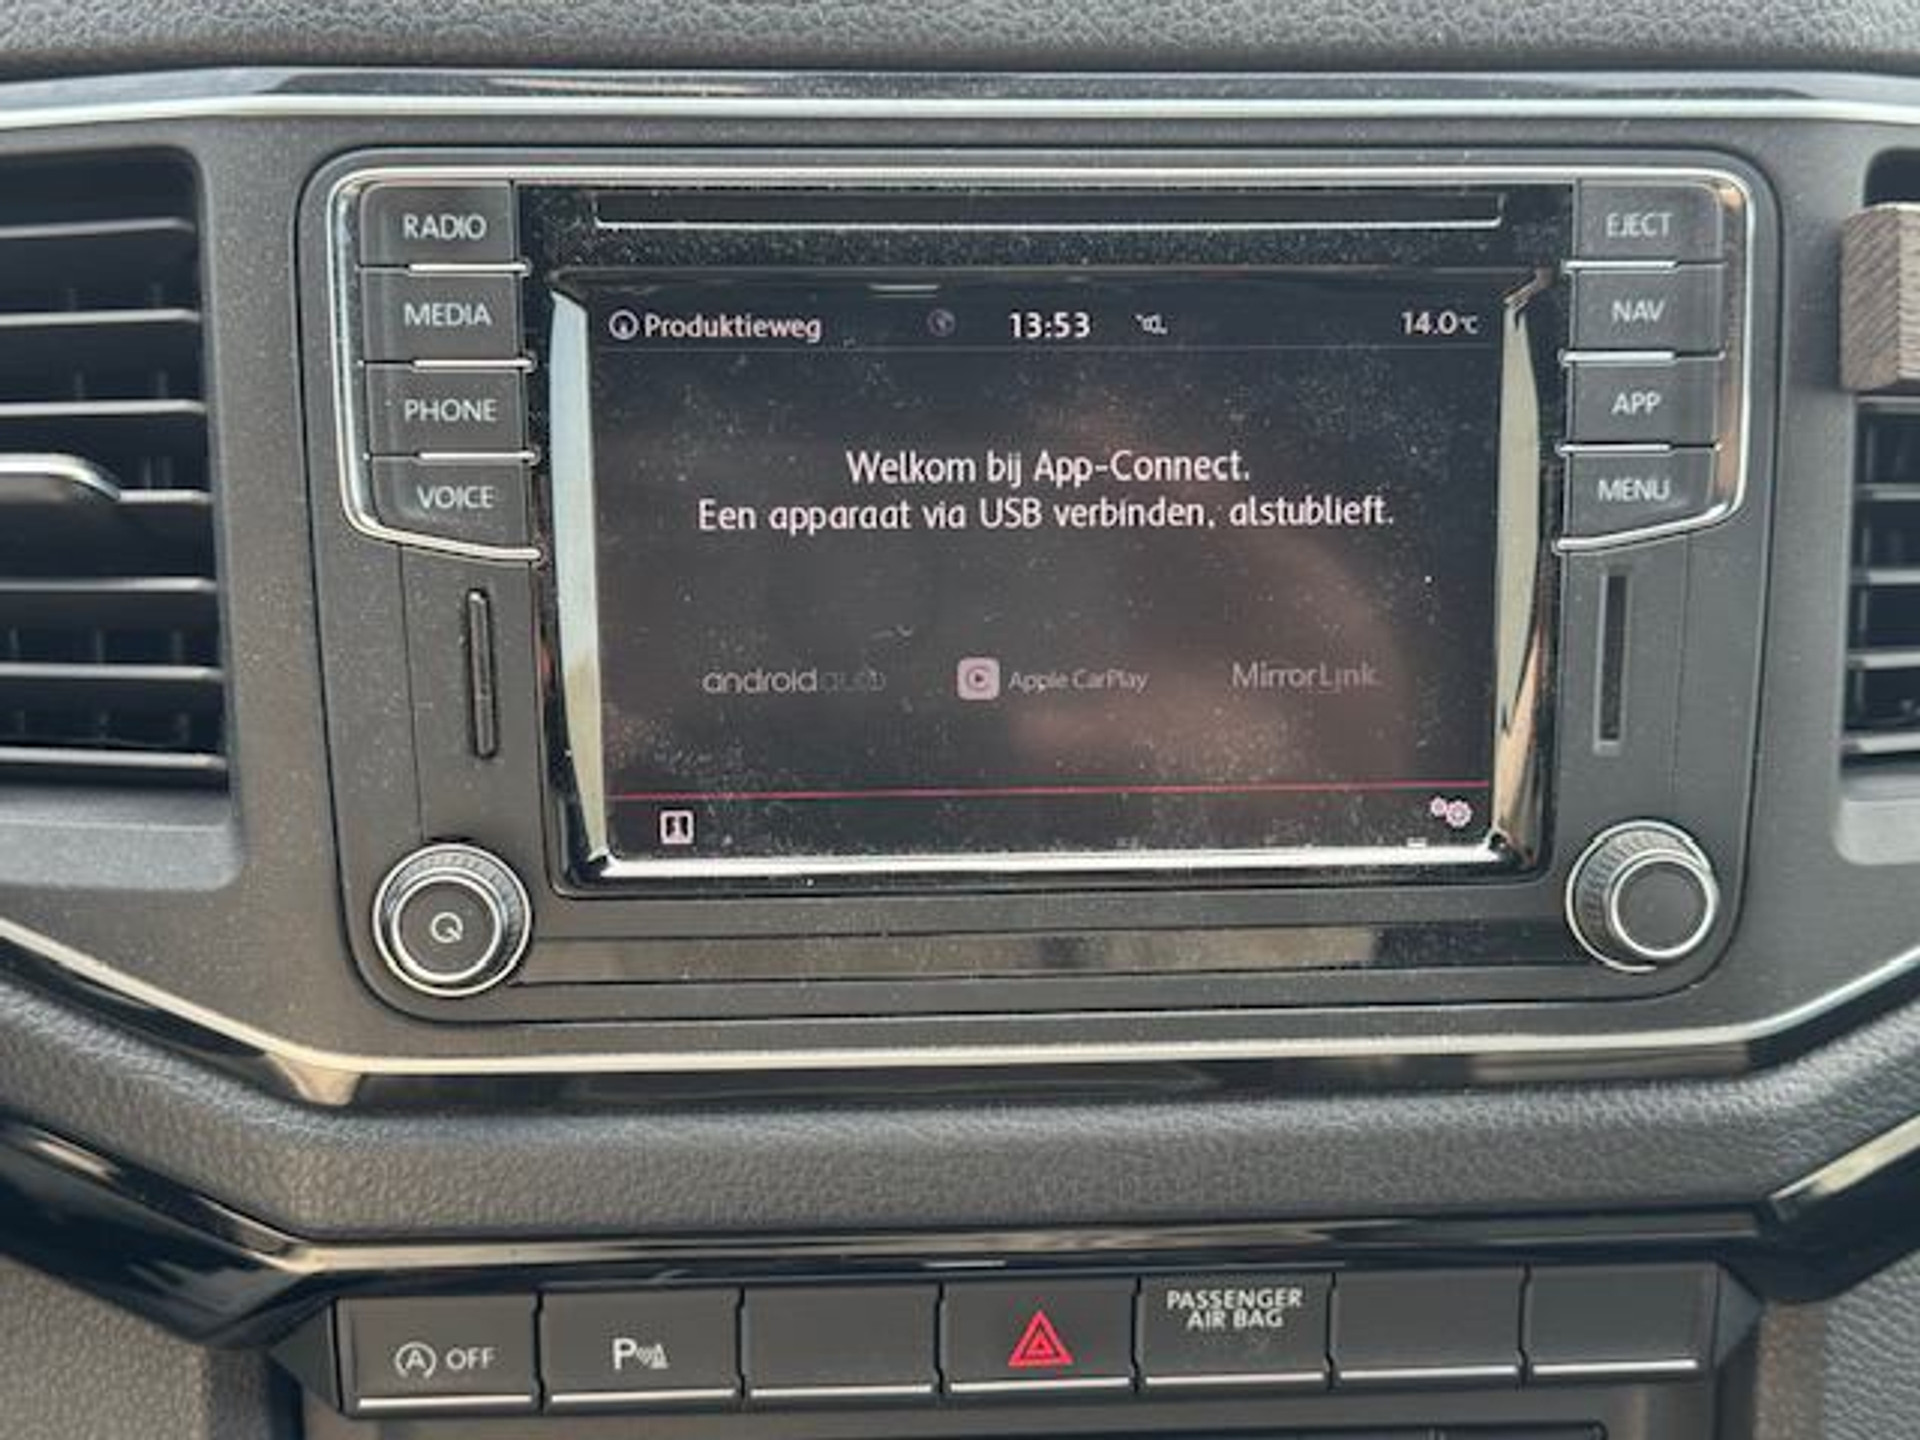 RADIO
MEDIA
PHONE
VOICE
EJECT
NAV
APP
MENU
Produktieweg 13:53 14.0°C
Welkom bij App-Connect.
Een apparaat via USB verbinden, alstublieft.
androidauto Apple CarPlay MirrorLink
A OFF
P
PASSENGER
AIR BAG